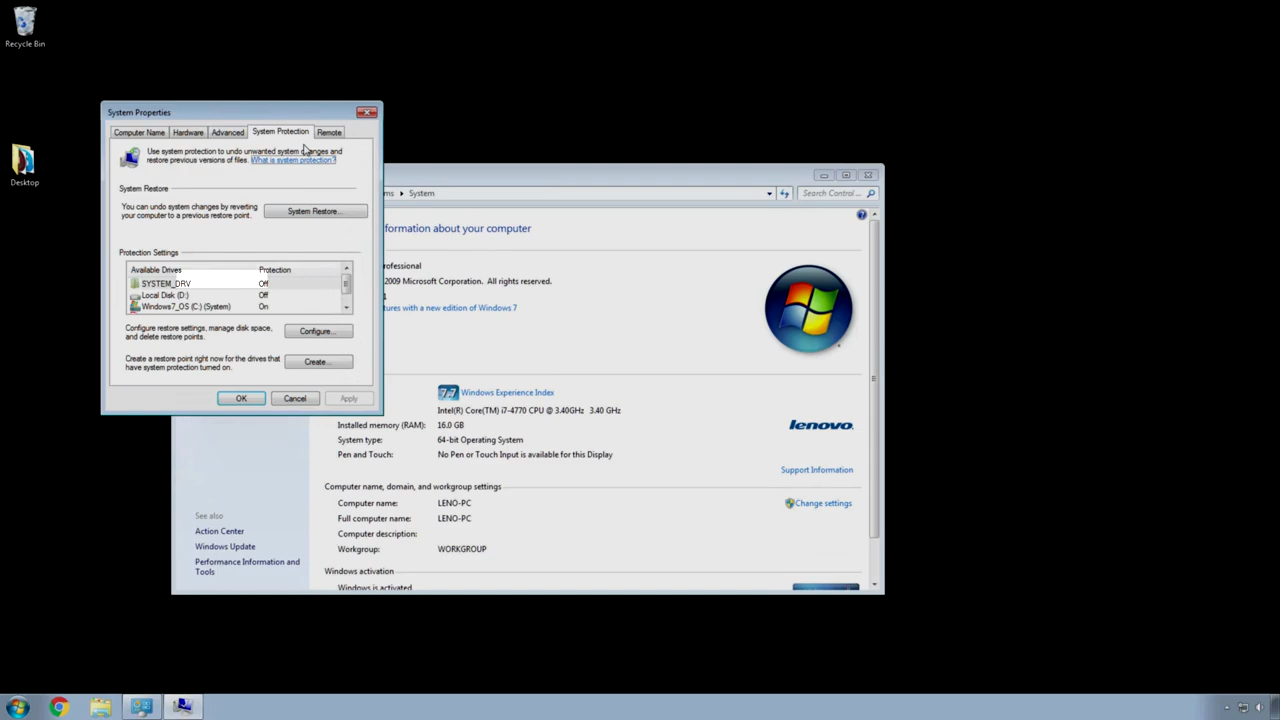 Recycle Bin
Desktop
System Properties
Computer Name Hardware Advanced System Protection Remote
Use system protection to undo unwanted system changes and
restore previous versions of files. What is system protection?
System Restore
You can undo system changes by reverting
your computer to a previous restore point.
System Restore...
Protection Settings
Available Drives Protection
SYSTEM_DRV Off
Local Disk (D:) Off
Windows7_OS (C:) (System) On
Configure restore settings, manage disk space,
and delete restore points.
Configure...
Create a restore point right now for the drives that
have system protection turned on.
Create...
OK Cancel Apply
ms ▸ System
Search Control ...
formation about your computer
rofessional
2009 Microsoft Corporation. All rights reserved.
1
tures with a new edition of Windows 7
7.7 Windows Experience Index
Intel(R) Core(TM) i7-4770 CPU @ 3.40GHz 3.40 GHz
Installed memory (RAM): 16.0 GB
System type: 64-bit Operating System
Pen and Touch: No Pen or Touch Input is available for this Display
lenovo.
Support Information
Computer name, domain, and workgroup settings
Computer name: LENO-PC
Change settings
Full computer name: LENO-PC
Computer description:
Workgroup: WORKGROUP
Windows activation
Windows is activated
See also
Action Center
Windows Update
Performance Information and
Tools